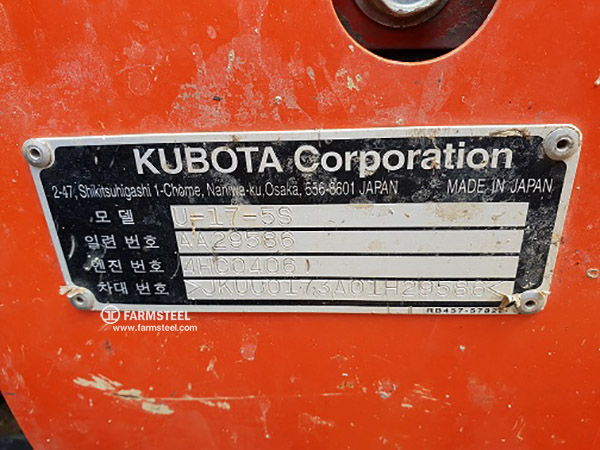 KUBOTA Corporation
2-47, Shikitsuhigashi 1-Chome, Naniwa-ku, Osaka, 556-8601 JAPAN MADE IN JAPAN
모델 U-17-5S
일련 번호 AA29586
엔진 번호 4HC0406
차대 번호 >JKUU0173A01H29586<
FARMSTEEL
www.farmsteel.com